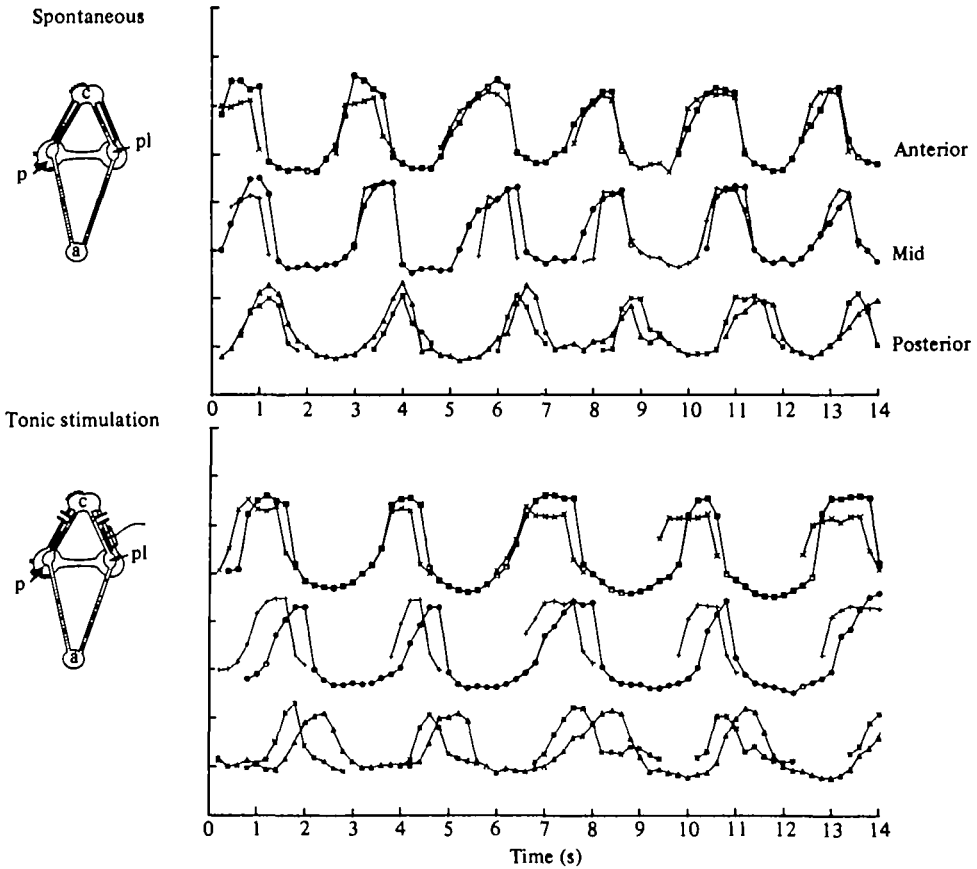 Spontaneous
c
pl
p
a
Anterior
Mid
Posterior
0 1 2 3 4 5 6 7 8 9 10 11 12 13 14
Tonic stimulation
c
pl
p
a
0 1 2 3 4 5 6 7 8 9 10 11 12 13 14
Time (s)